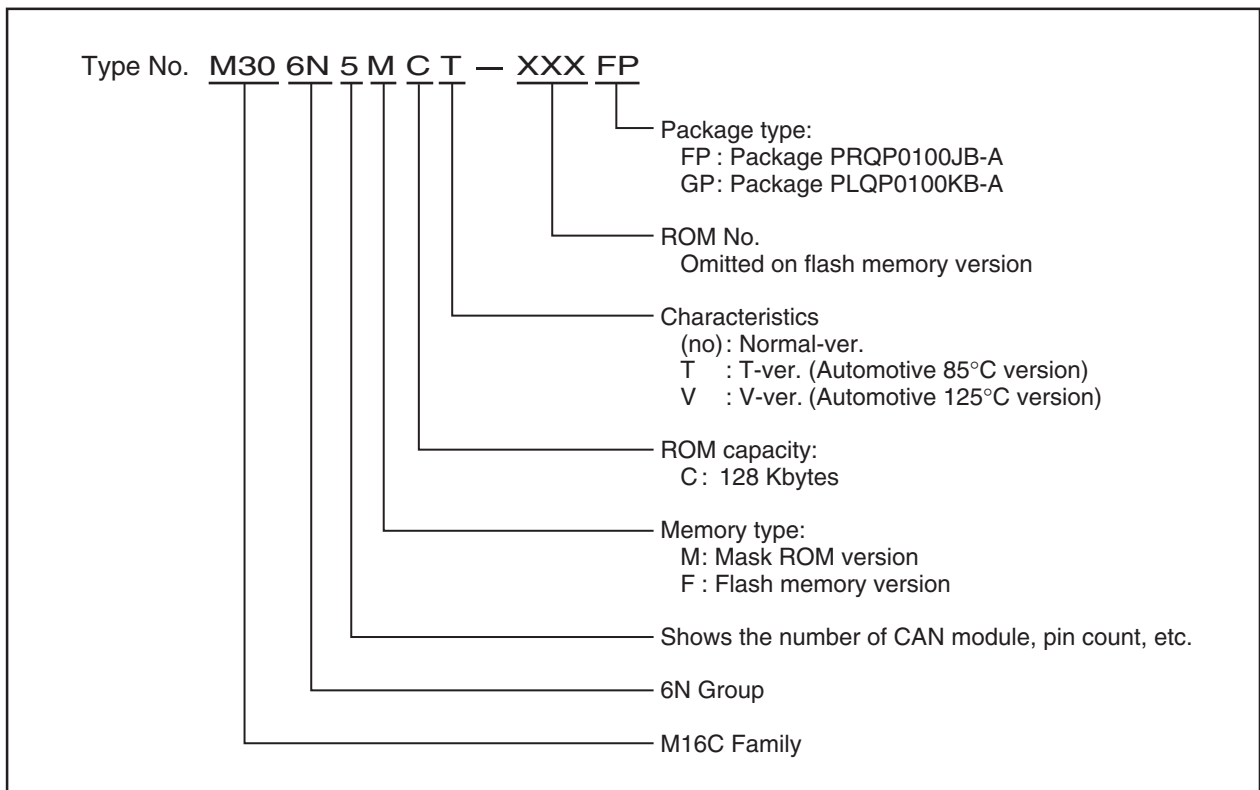 Type No. M30 6N 5 M C T — XXX FP
Package type:
FP : Package PRQP0100JB-A
GP: Package PLQP0100KB-A
ROM No.
Omitted on flash memory version
Characteristics
(no): Normal-ver.
T : T-ver. (Automotive 85°C version)
V : V-ver. (Automotive 125°C version)
ROM capacity:
C: 128 Kbytes
Memory type:
M: Mask ROM version
F : Flash memory version
Shows the number of CAN module, pin count, etc.
6N Group
M16C Family